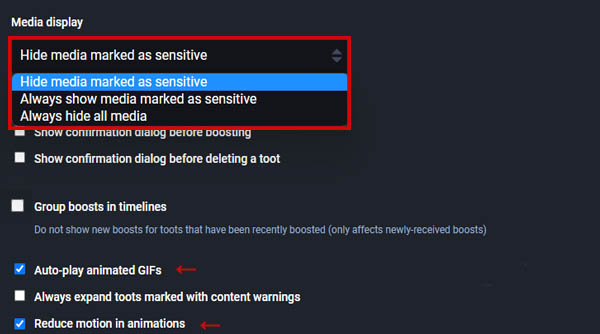 Media display
Hide media marked as sensitive
Hide media marked as sensitive
Always show media marked as sensitive
Always hide all media
Show confirmation dialog before boosting
Show confirmation dialog before deleting a toot
Group boosts in timelines
Do not show new boosts for toots that have been recently boosted (only affects newly-received boosts)
Auto-play animated GIFs
Always expand toots marked with content warnings
Reduce motion in animations